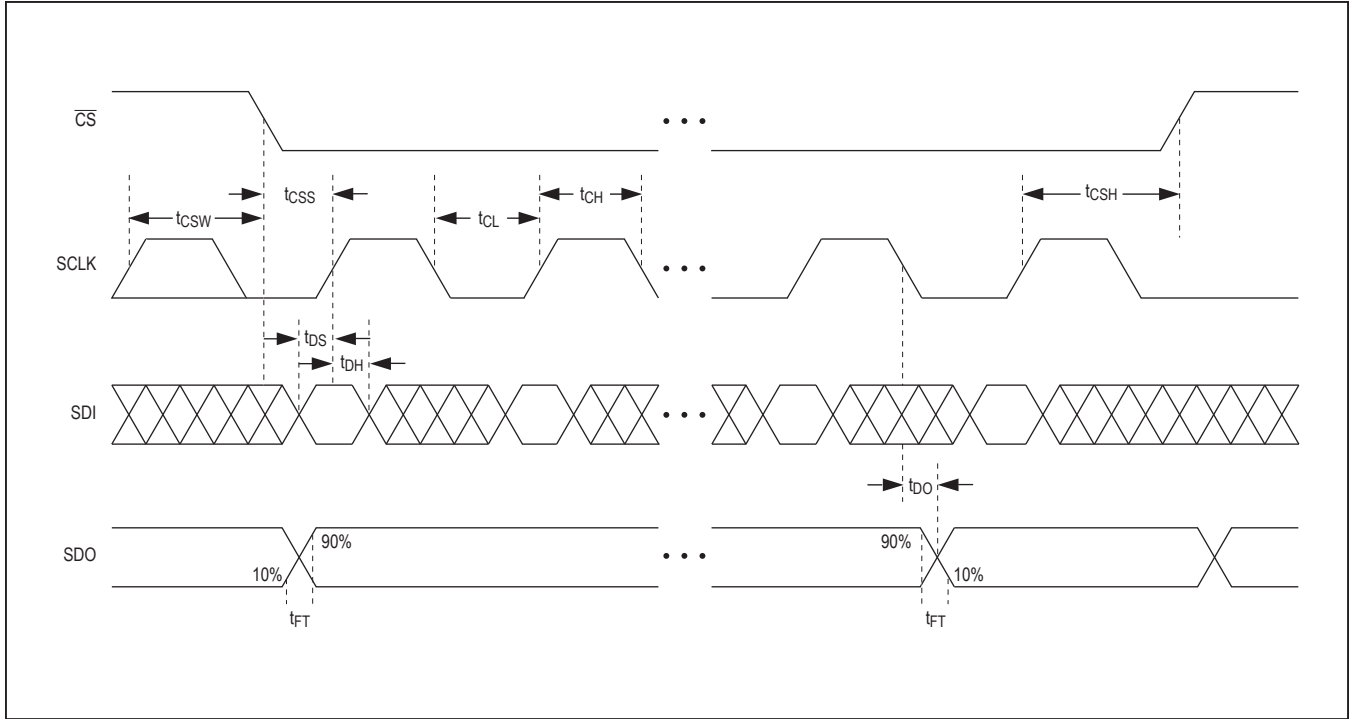 CS
tCSS
tCH
tCSH
tCSW
tCL
SCLK
tDS
tDH
SDI
tDO
SDO
90%
90%
10%
10%
tFT
tFT